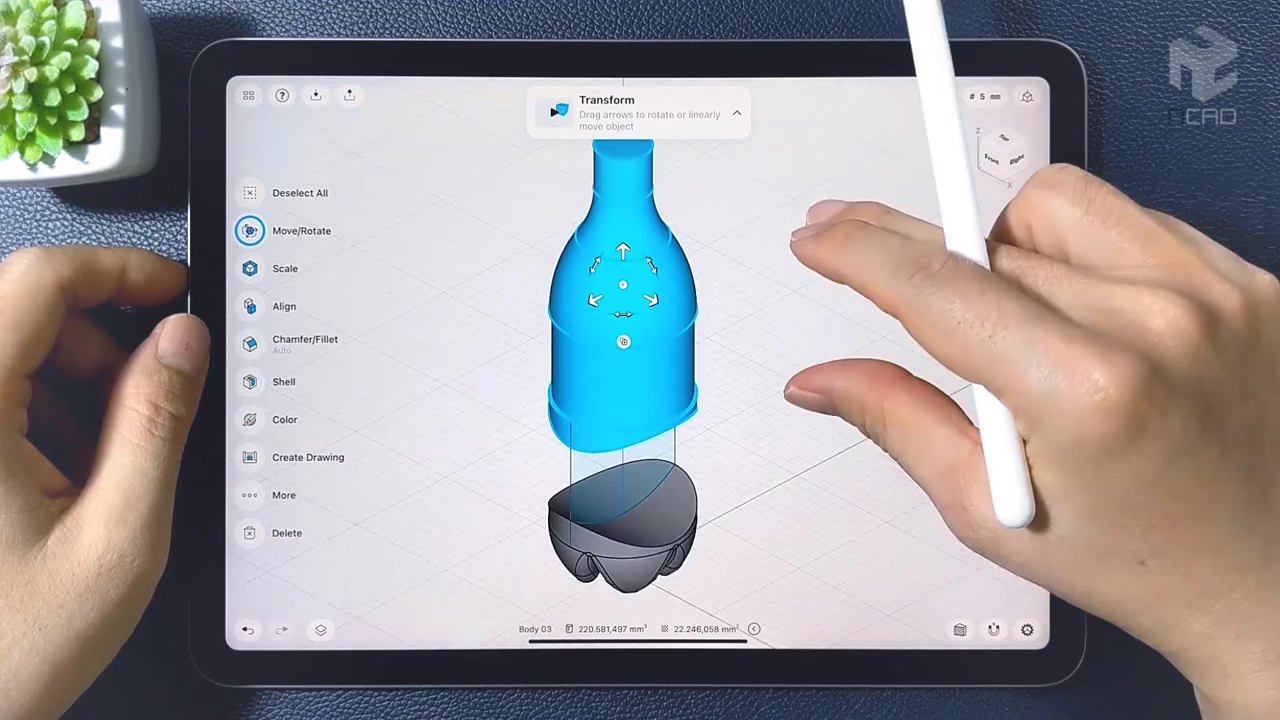 CAD
Transform
Drag arrows to rotate or linearly
move object
# 5 mm
Z
Top
Front
Right
X
Deselect All
Move/Rotate
Scale
Align
Chamfer/Fillet
Auto
Shell
Color
Create Drawing
More
Delete
Body 03
220.581,497 mm³
22.246,058 mm²